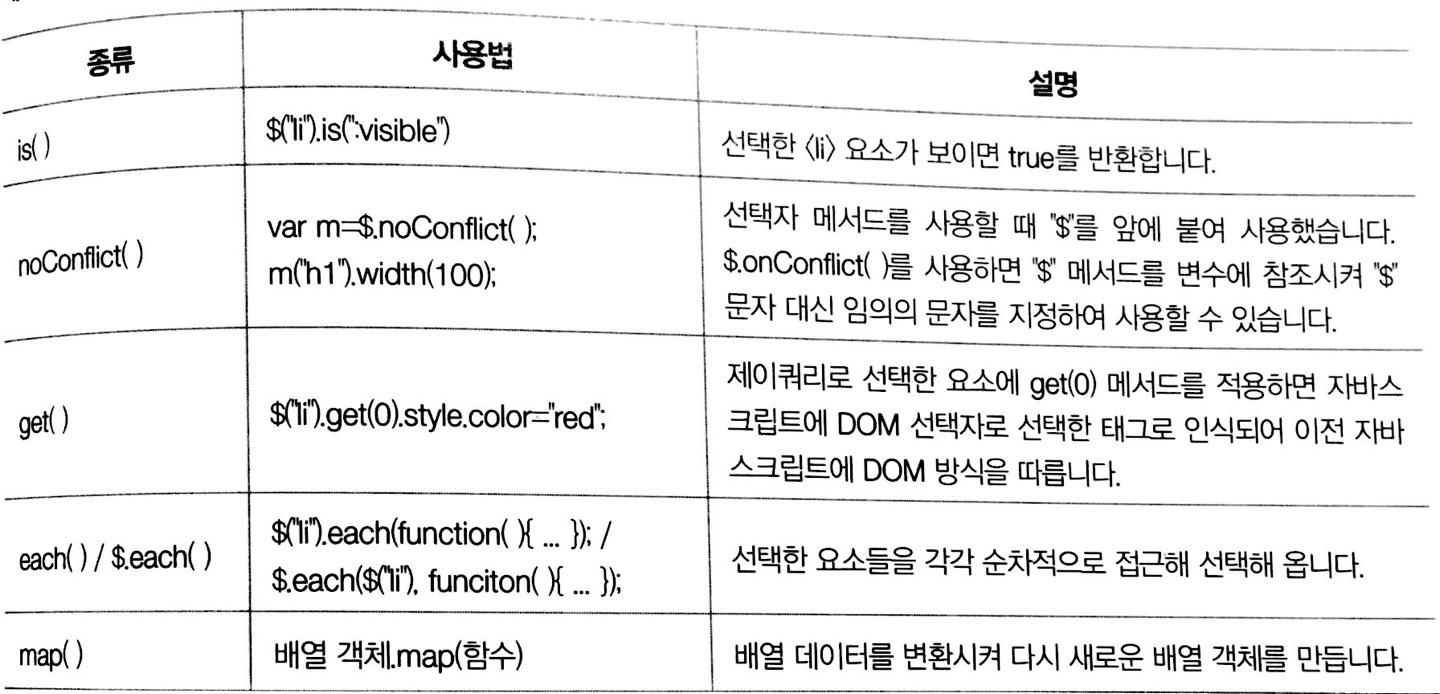 종류
사용법
설명
is( )
$("li").is(":visible")
선택한 〈li〉 요소가 보이면 true를 반환합니다.
noConflict( )
var m=$.noConflict( );
m("h1").width(100);
선택자 메서드를 사용할 때 "$"를 앞에 붙여 사용했습니다.
$.onConflict( )를 사용하면 "$" 메서드를 변수에 참조시켜 "$"
문자 대신 임의의 문자를 지정하여 사용할 수 있습니다.
get( )
$("li").get(0).style.color="red";
제이쿼리로 선택한 요소에 get(0) 메서드를 적용하면 자바스
크립트에 DOM 선택자로 선택한 태그로 인식되어 이전 자바
스크립트에 DOM 방식을 따릅니다.
each( ) / $.each( )
$("li").each(function( ){ ... }); /
$.each($("li"), funciton( ){ ... });
선택한 요소들을 각각 순차적으로 접근해 선택해 옵니다.
map( )
배열 객체.map(함수)
배열 데이터를 변환시켜 다시 새로운 배열 객체를 만듭니다.